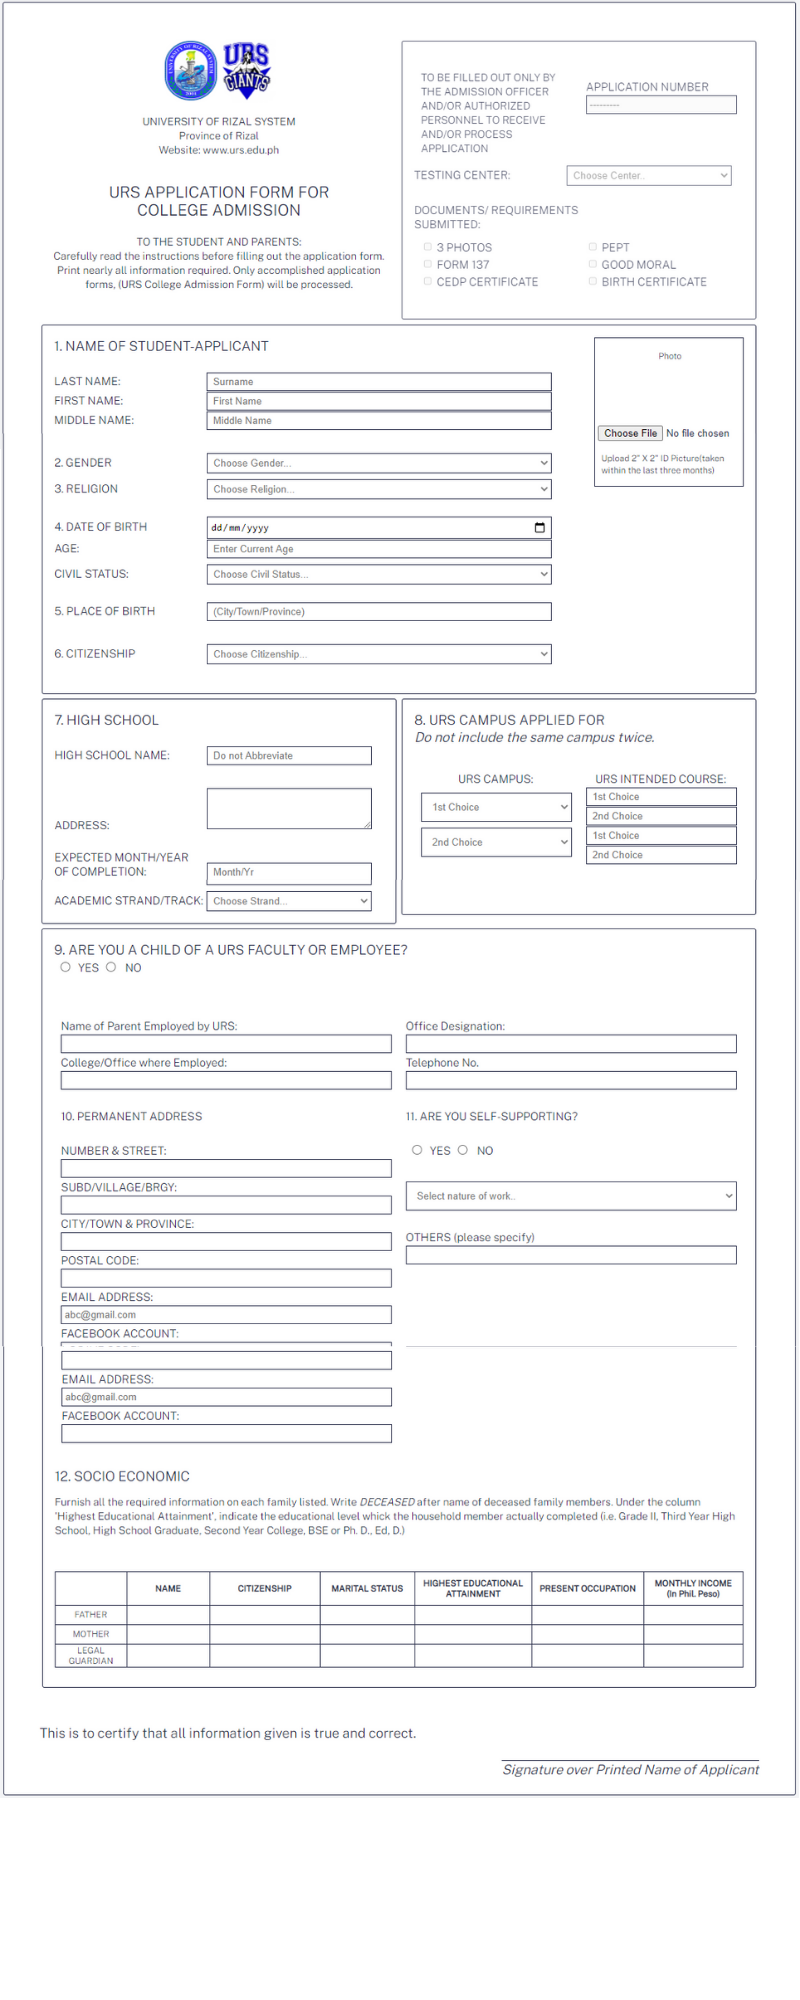 UNIVERSITY OF RIZAL SYSTEM
URS
GIANTS
UNIVERSITY OF RIZAL SYSTEM
Province of Rizal
Website: www.urs.edu.ph
URS APPLICATION FORM FOR
COLLEGE ADMISSION
TO THE STUDENT AND PARENTS:
Carefully read the instructions before filling out the application form.
Print nearly all information required. Only accomplished application
forms, (URS College Admission Form) will be processed.
TO BE FILLED OUT ONLY BY
THE ADMISSION OFFICER
AND/OR AUTHORIZED
PERSONNEL TO RECEIVE
AND/OR PROCESS
APPLICATION
APPLICATION NUMBER
---------
TESTING CENTER:
Choose Center..
DOCUMENTS/ REQUIREMENTS
SUBMITTED:
3 PHOTOS
PEPT
FORM 137
GOOD MORAL
CEDP CERTIFICATE
BIRTH CERTIFICATE
1. NAME OF STUDENT-APPLICANT
LAST NAME:
Surname
FIRST NAME:
First Name
MIDDLE NAME:
Middle Name
Photo
Choose File No file chosen
Upload 2" X 2" ID Picture(taken
within the last three months)
2. GENDER
Choose Gender...
3. RELIGION
Choose Religion...
4. DATE OF BIRTH
dd/mm/yyyy
AGE:
Enter Current Age
CIVIL STATUS:
Choose Civil Status...
5. PLACE OF BIRTH
(City/Town/Province)
6. CITIZENSHIP
Choose Citizenship...
7. HIGH SCHOOL
HIGH SCHOOL NAME:
Do not Abbreviate
ADDRESS:
EXPECTED MONTH/YEAR
OF COMPLETION:
Month/Yr
ACADEMIC STRAND/TRACK:
Choose Strand...
8. URS CAMPUS APPLIED FOR
Do not include the same campus twice.
URS CAMPUS:
URS INTENDED COURSE:
1st Choice
1st Choice
2nd Choice
2nd Choice
1st Choice
2nd Choice
9. ARE YOU A CHILD OF A URS FACULTY OR EMPLOYEE?
YES NO
Name of Parent Employed by URS:
Office Designation:
College/Office where Employed:
Telephone No.
10. PERMANENT ADDRESS
11. ARE YOU SELF-SUPPORTING?
NUMBER & STREET:
YES NO
SUBD/VILLAGE/BRGY:
Select nature of work..
CITY/TOWN & PROVINCE:
OTHERS (please specify)
POSTAL CODE:
EMAIL ADDRESS:
abc@gmail.com
FACEBOOK ACCOUNT:
EMAIL ADDRESS:
abc@gmail.com
FACEBOOK ACCOUNT:
12. SOCIO ECONOMIC
Furnish all the required information on each family listed. Write DECEASED after name of deceased family members. Under the column
'Highest Educational Attainment', indicate the educational level whick the household member actually completed (i.e. Grade II, Third Year High
School, High School Graduate, Second Year College, BSE or Ph. D., Ed, D.)
NAME
CITIZENSHIP
MARITAL STATUS
HIGHEST EDUCATIONAL
ATTAINMENT
PRESENT OCCUPATION
MONTHLY INCOME
(In Phil. Peso)
FATHER
MOTHER
LEGAL
GUARDIAN
This is to certify that all information given is true and correct.
Signature over Printed Name of Applicant